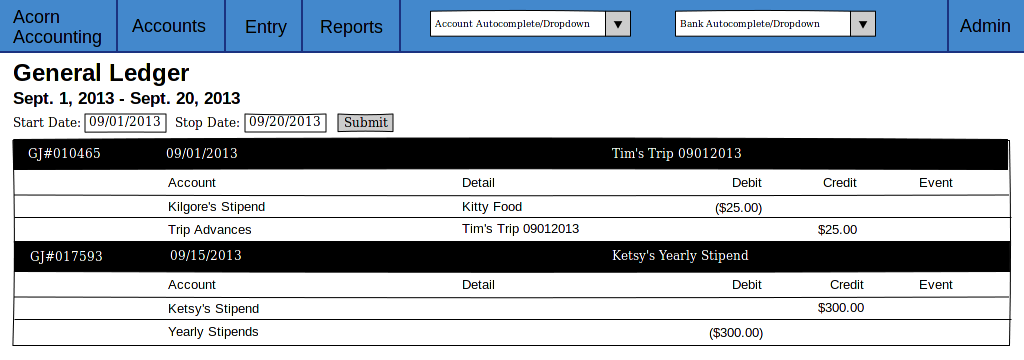 Acorn
Accounting
Accounts Entry Reports Account Autocomplete/Dropdown ▼ Bank Autocomplete/Dropdown ▼ Admin
General Ledger
Sept. 1, 2013 - Sept. 20, 2013
Start Date: 09/01/2013 Stop Date: 09/20/2013 Submit
GJ#010465 09/01/2013 Tim's Trip 09012013
Account Detail Debit Credit Event
Kilgore's Stipend Kitty Food ($25.00)
Trip Advances Tim's Trip 09012013 $25.00
GJ#017593 09/15/2013 Ketsy's Yearly Stipend
Account Detail Debit Credit Event
Ketsy's Stipend $300.00
Yearly Stipends ($300.00)